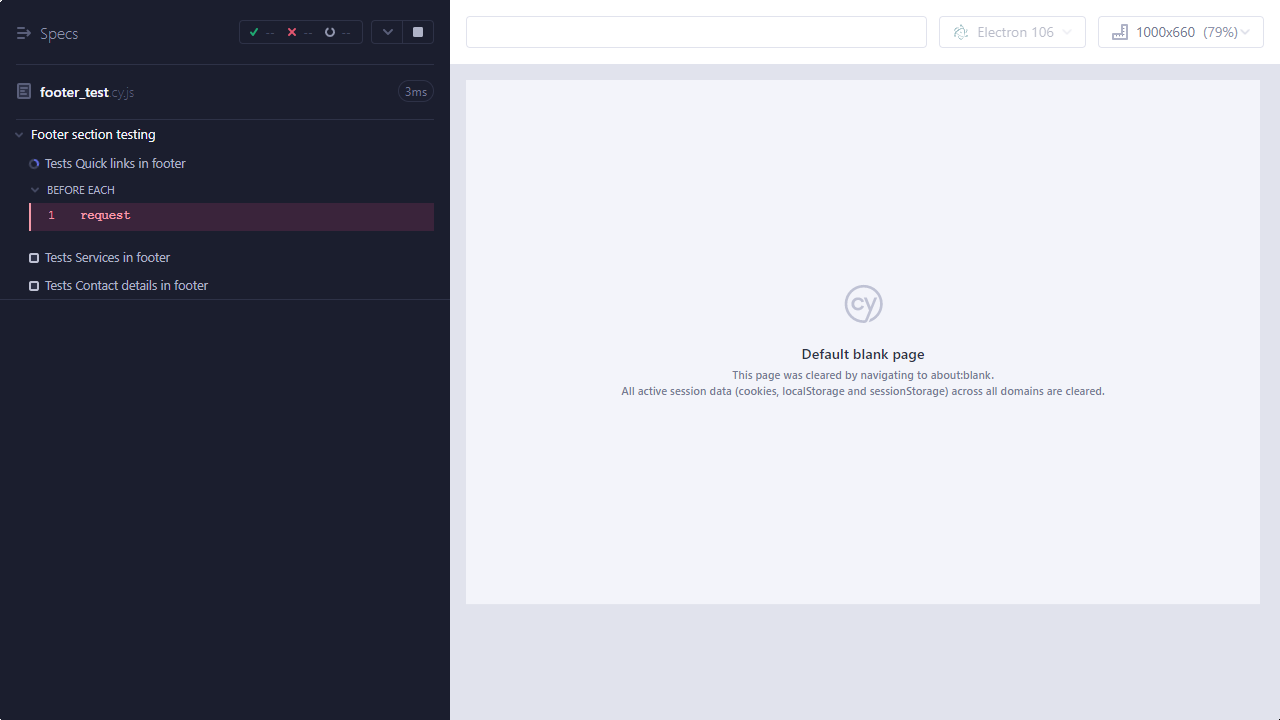 Specs
-- -- --
footer_test.cy.js
3ms
Footer section testing
Tests Quick links in footer
BEFORE EACH
1 request
Tests Services in footer
Tests Contact details in footer
Electron 106
1000x660 (79%)
cy
Default blank page
This page was cleared by navigating to about:blank.
All active session data (cookies, localStorage and sessionStorage) across all domains are cleared.